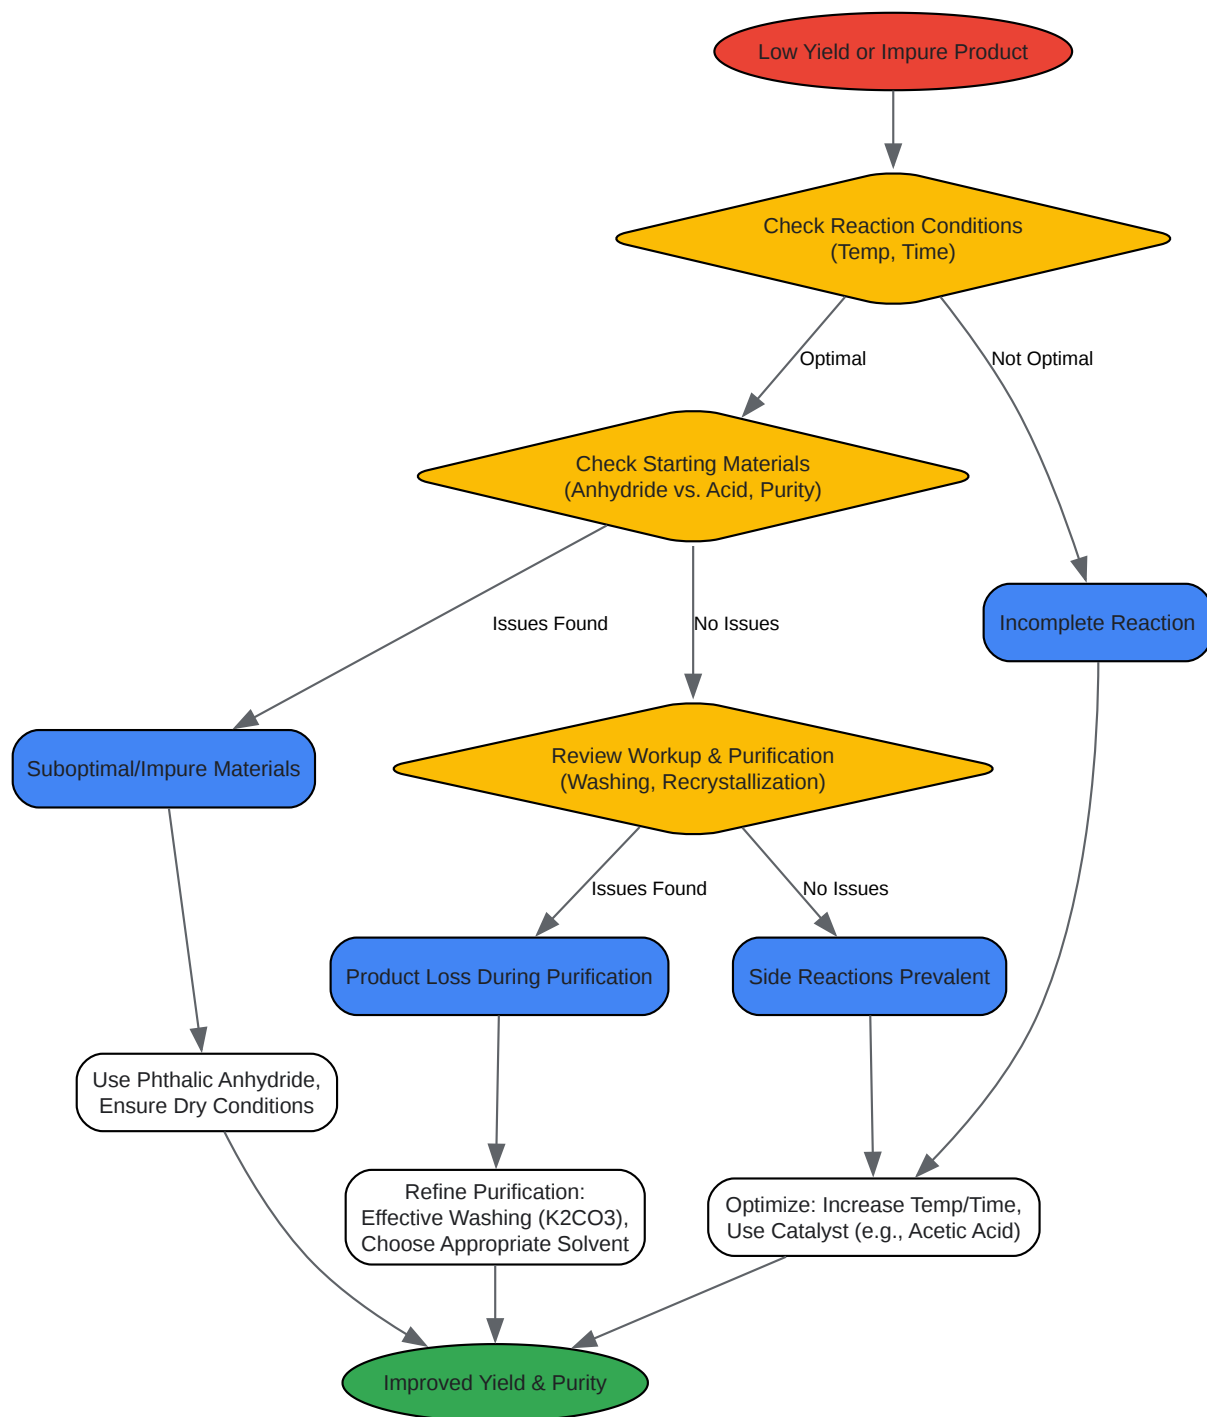 Low Yield or Impure Product
Check Reaction Conditions
(Temp, Time)
Optimal
Not Optimal
Check Starting Materials
(Anhydride vs. Acid, Purity)
Issues Found
No Issues
Incomplete Reaction
Suboptimal/Impure Materials
Review Workup & Purification
(Washing, Recrystallization)
Issues Found
No Issues
Product Loss During Purification
Side Reactions Prevalent
Use Phthalic Anhydride,
Ensure Dry Conditions
Refine Purification:
Effective Washing (K2CO3),
Choose Appropriate Solvent
Optimize: Increase Temp/Time,
Use Catalyst (e.g., Acetic Acid)
Improved Yield & Purity